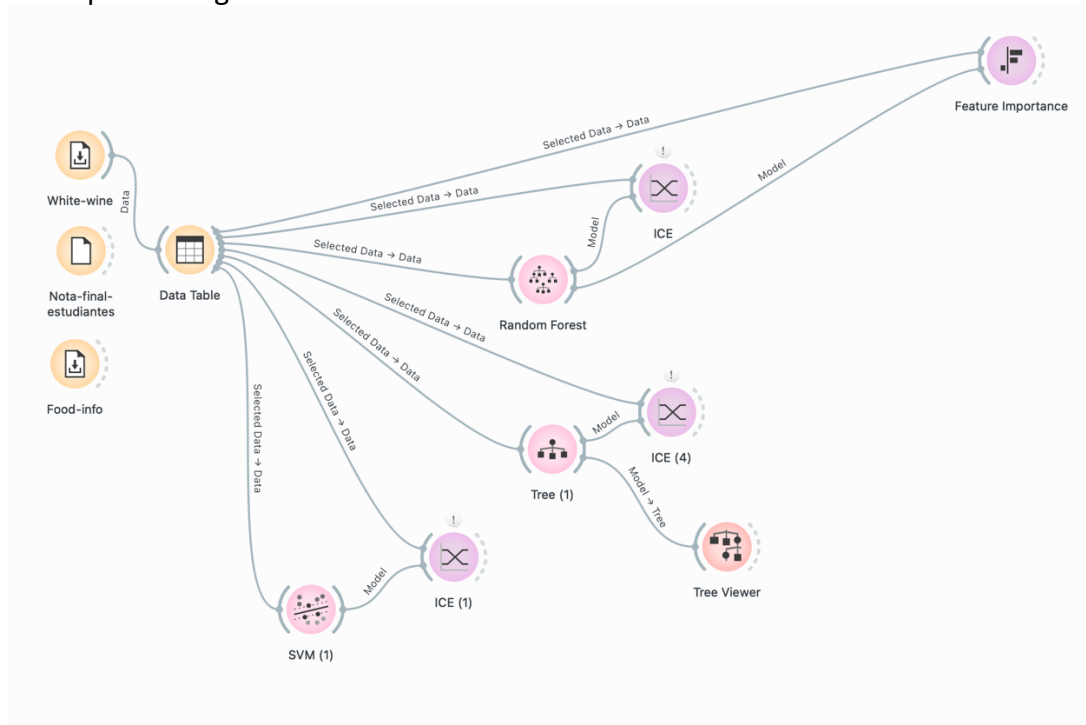 Feature Importance
Selected Data → Data
!
Model
White-wine
Selected Data → Data
Data
ICE
Model
Selected Data → Data
Nota-final-
estudiantes
Data Table
Random Forest
Selected Data → Data
Selected Data → Data
!
Food-info
Selected Data → Data
Selected Data → Data
Model
ICE (4)
Tree (1)
Model → Tree
!
Tree Viewer
Model
ICE (1)
SVM (1)